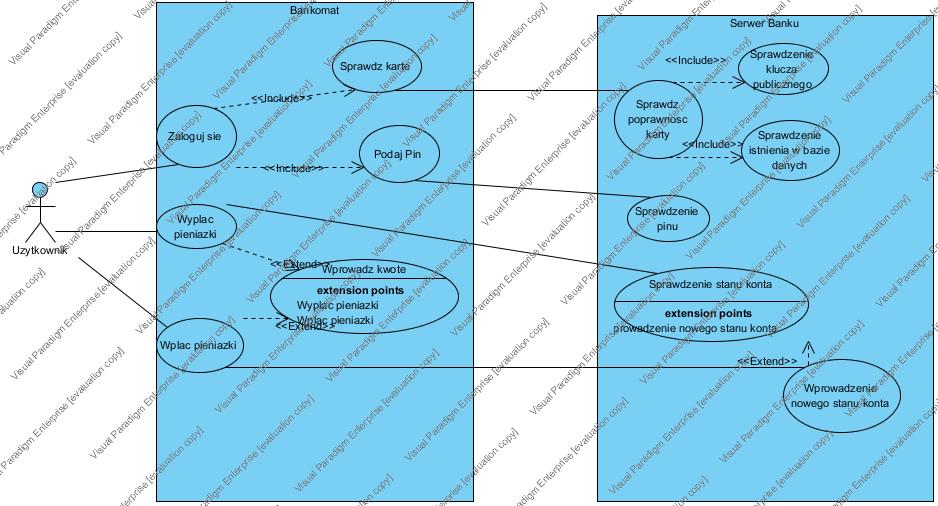 Bankomat
Serwer Banku
Sprawdz karte
<<Include>>
Zaloguj sie
Podaj Pin
<<Include>>
Uzytkownik
Wyplac
pieniazki
<<Extend>>
Wprowadz kwote
extension points
Wyplac pieniazki
Wplac pieniazki
<<Extend>>
Wplac pieniazki
<<Include>>
Sprawdzenie
klucza
publicznego
Sprawdz
poprawnosc
karty
<<Include>>
Sprawdzenie
istnienia w bazie
danych
Sprawdzenie
pinu
Sprawdzenie stanu konta
extension points
prowadzenie nowego stanu konta
<<Extend>>
Wprowadzenie
nowego stanu konta
Visual Paradigm Enterprise [evaluation copy]